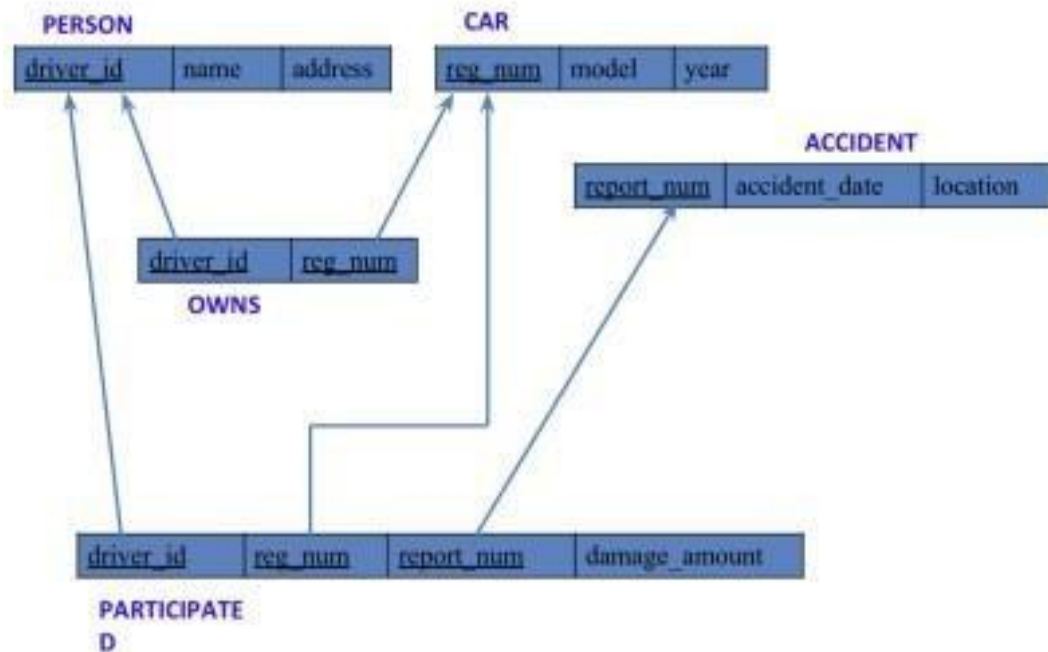 PERSON
driver_id name address
CAR
reg_num model year
ACCIDENT
report_num accident_date location
driver_id reg_num
OWNS
driver_id reg_num report_num damage_amount
PARTICIPATE
D